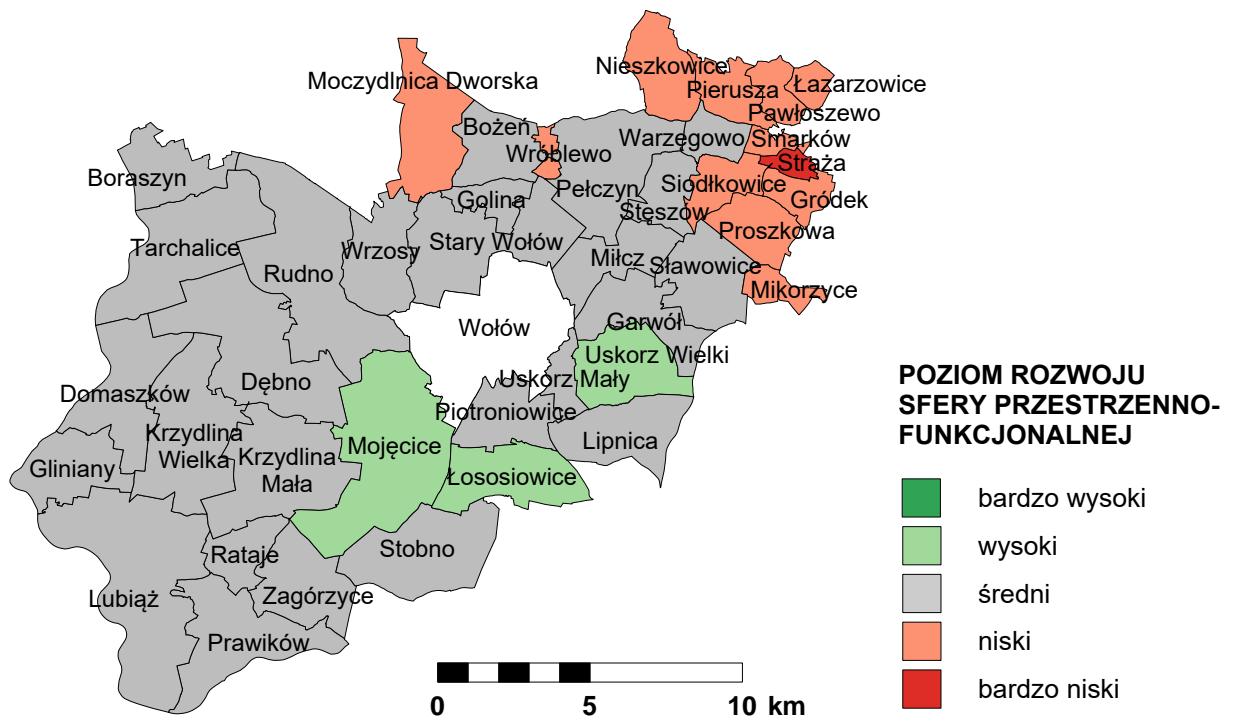 Nieszkowice
Moczydlnica Dworska
Pierusza
Łazarzowice
Pawłoszewo
Bożeń
Warzęgowo
Smarków
Wróblewo
Straża
Boraszyn
Pełczyn
Siodłkowice
Golina
Gródek
Stęszów
Proszkowa
Tarchalice
Wrzosy
Stary Wołów
Rudno
Miłcz
Sławowice
Mikorzyce
Wołów
Garwół
Uskorz Wielki
Uskorz Mały
Dębno
Domaszków
Piotroniowice
Krzydlina
Wielka
Mojęcice
Lipnica
Krzydlina
Mała
Gliniany
Łososiowice
Stobno
Rataje
Lubiąż
Zagórzyce
Prawików
POZIOM ROZWOJU
SFERY PRZESTRZENNO-
FUNKCJONALNEJ
bardzo wysoki
wysoki
średni
niski
bardzo niski
0 5 10 km